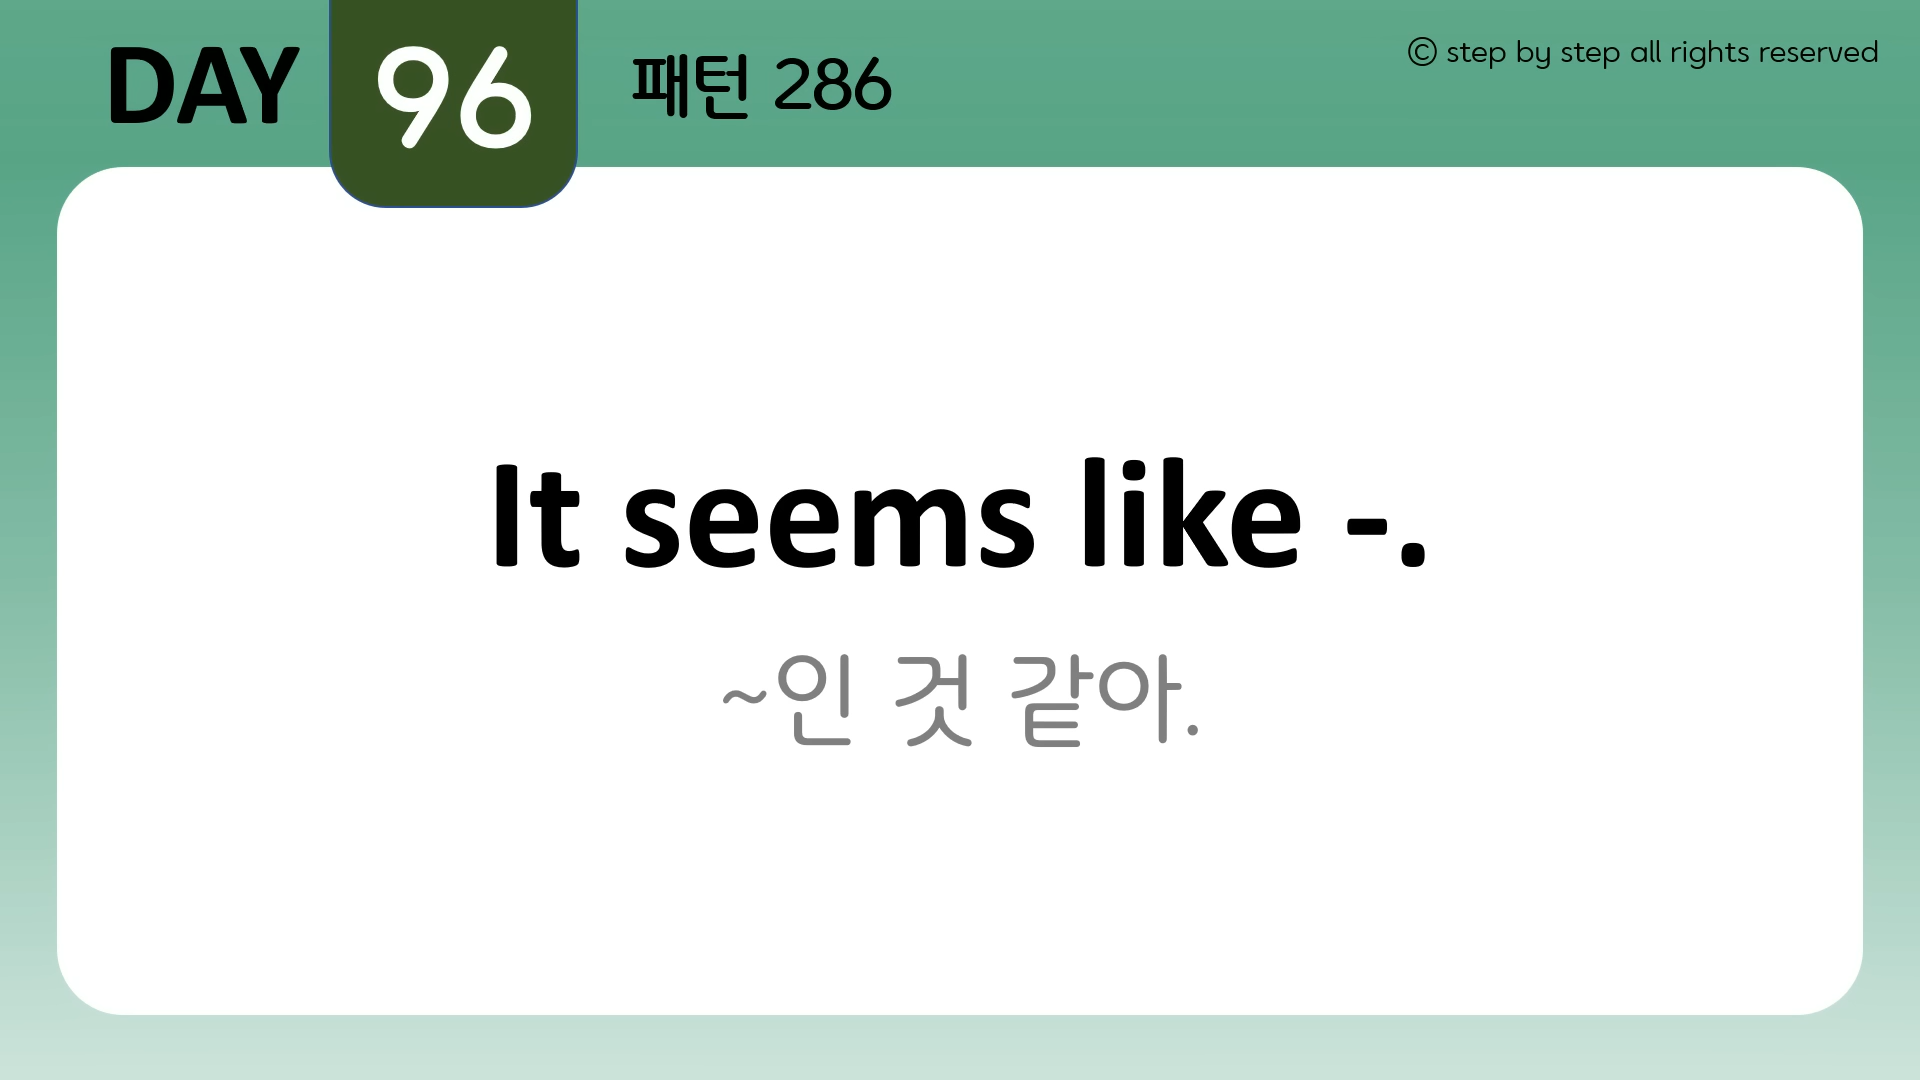 DAY 96 패턴 286
© step by step all rights reserved
It seems like -.
~인 것 같아.